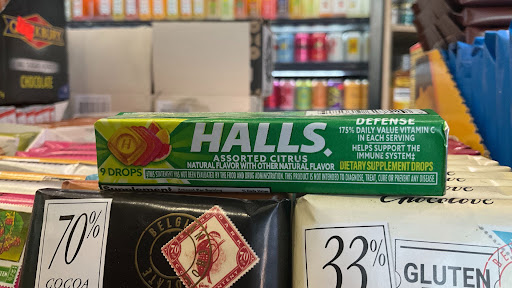 CHOCOLATE
HALLS
DEFENSE
175% DAILY VALUE VITAMIN C
IN EACH SERVING
HELPS SUPPORT THE
IMMUNE SYSTEM‡
DIETARY SUPPLEMENT DROPS
ASSORTED CITRUS
NATURAL FLAVOR WITH OTHER NATURAL FLAVOR
9 DROPS
‡THIS STATEMENT HAS NOT BEEN EVALUATED BY THE FOOD AND DRUG ADMINISTRATION. THIS PRODUCT IS NOT INTENDED TO DIAGNOSE, TREAT, CURE OR PREVENT ANY DISEASE
Supplement
Chocolove
70%
COCOA
BELGIAN
33%
GLUTEN